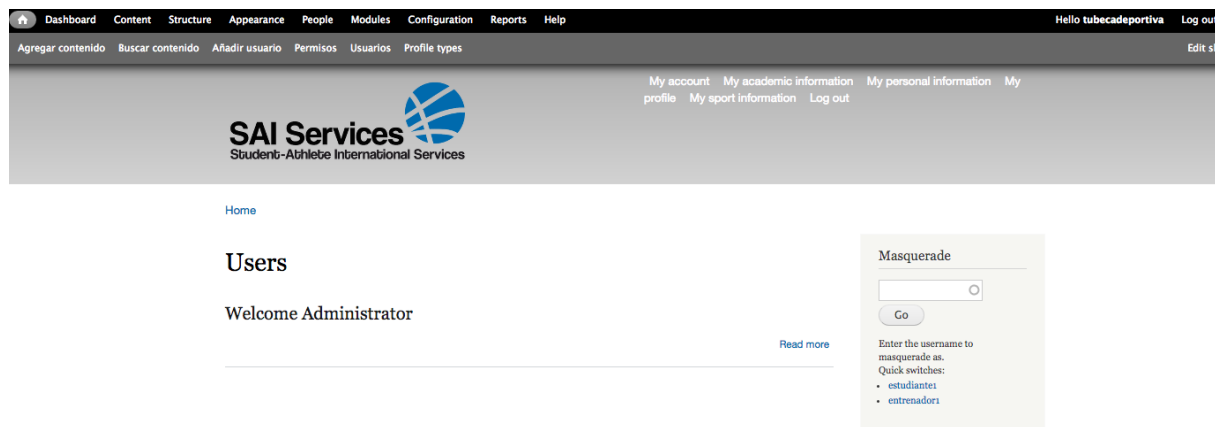 Dashboard Content Structure Appearance People Modules Configuration Reports Help Hello tubecadeportiva Log out
Agregar contenido Buscar contenido Añadir usuario Permisos Usuarios Profile types Edit
My account My academic information My personal information My
profile My sport information Log out
SAI Services
Student-Athlete International Services
Home
Users
Welcome Administrator
Read more
Masquerade
Go
Enter the username to
masquerade as.
Quick switches:
estudiante1
entrenador1